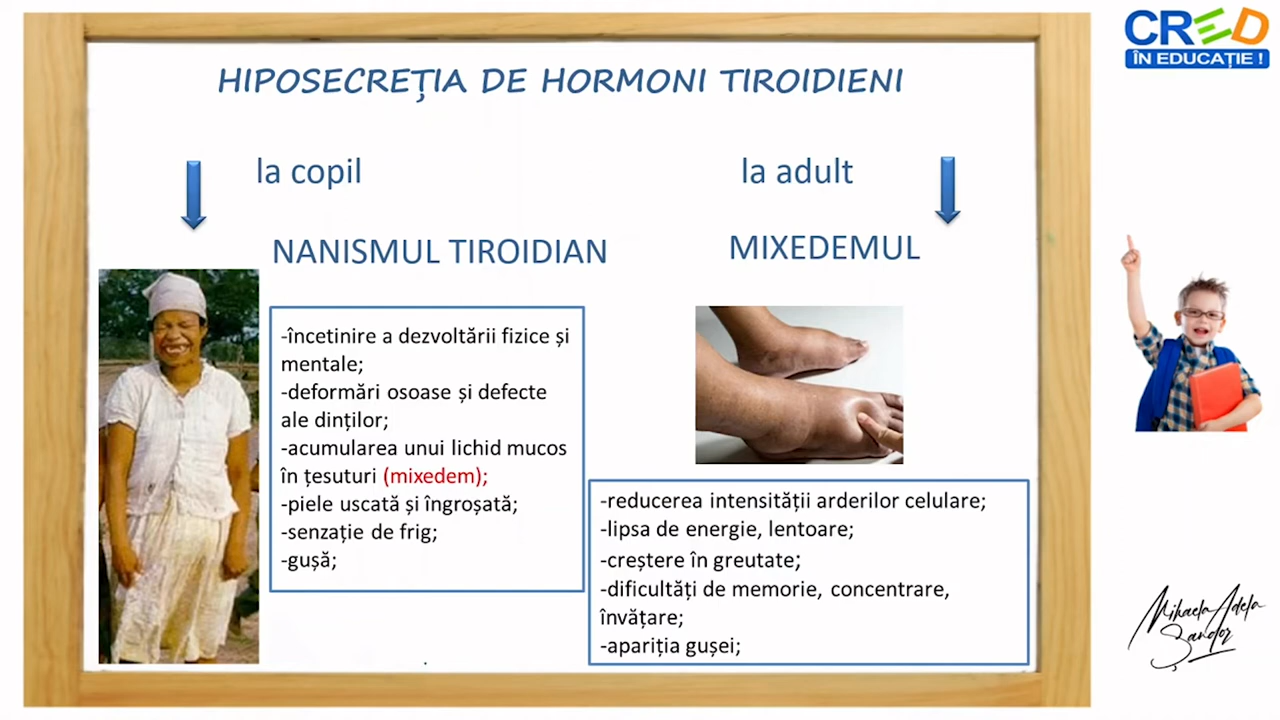 CRED
ÎN EDUCAȚIE !
HIPOSECREȚIA DE HORMONI TIROIDIENI
la copil
la adult
NANISMUL TIROIDIAN
MIXEDEMUL
-încetinire a dezvoltării fizice și
mentale;
-deformări osoase și defecte
ale dinților;
-acumularea unui lichid mucos
în țesuturi (mixedem);
-piele uscată și îngroșată;
-senzație de frig;
-gușă;
-reducerea intensității arderilor celulare;
-lipsa de energie, lentoare;
-creștere în greutate;
-dificultăți de memorie, concentrare,
învățare;
-apariția gușei;
Mihaela Adela
Șandor